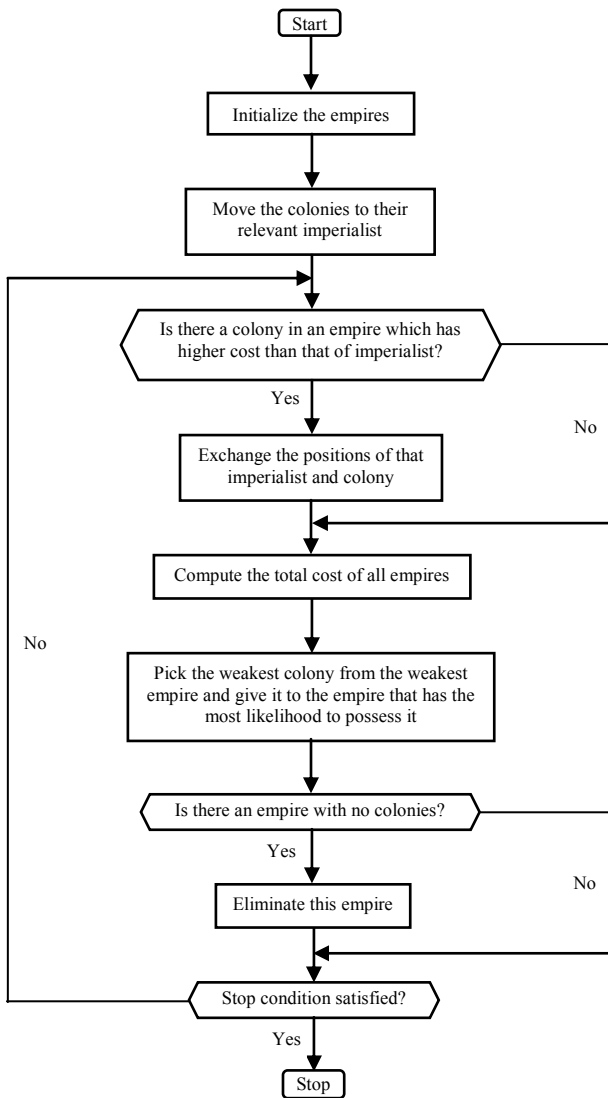 Start
Initialize the empires
Move the colonies to their
relevant imperialist
Is there a colony in an empire which has
higher cost than that of imperialist?
Yes
No
Exchange the positions of that
imperialist and colony
Compute the total cost of all empires
No
Pick the weakest colony from the weakest
empire and give it to the empire that has the
most likelihood to possess it
Is there an empire with no colonies?
Yes
No
Eliminate this empire
Stop condition satisfied?
Yes
Stop